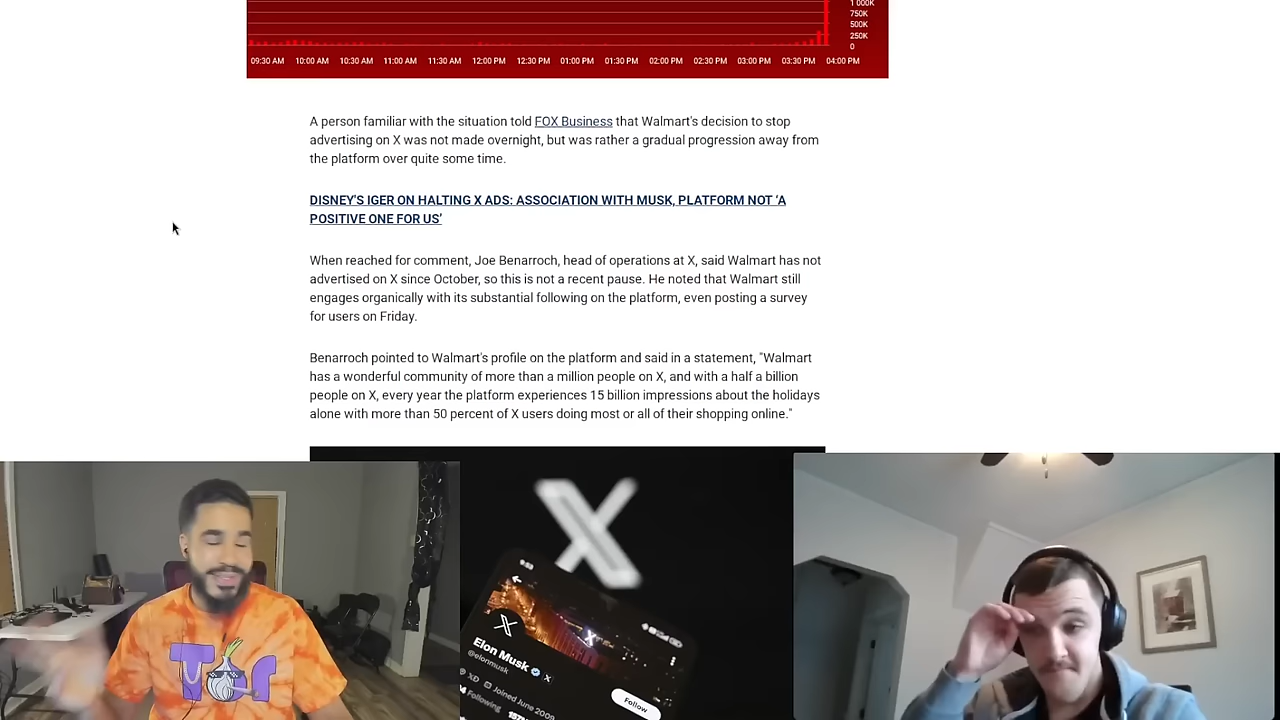 1 000K
750K
500K
250K
0
09:30 AM 10:00 AM 10:30 AM 11:00 AM 11:30 AM 12:00 PM 12:30 PM 01:00 PM 01:30 PM 02:00 PM 02:30 PM 03:00 PM 03:30 PM 04:00 PM
A person familiar with the situation told FOX Business that Walmart's decision to stop
advertising on X was not made overnight, but was rather a gradual progression away from
the platform over quite some time.
DISNEY'S IGER ON HALTING X ADS: ASSOCIATION WITH MUSK, PLATFORM NOT ‘A
POSITIVE ONE FOR US’
When reached for comment, Joe Benarroch, head of operations at X, said Walmart has not
advertised on X since October, so this is not a recent pause. He noted that Walmart still
engages organically with its substantial following on the platform, even posting a survey
for users on Friday.
Benarroch pointed to Walmart's profile on the platform and said in a statement, "Walmart
has a wonderful community of more than a million people on X, and with a half a billion
people on X, every year the platform experiences 15 billion impressions about the holidays
alone with more than 50 percent of X users doing most or all of their shopping online."
X
Elon Musk X
@elonmusk
XD Joined June 2009
Following
Follow
Tor